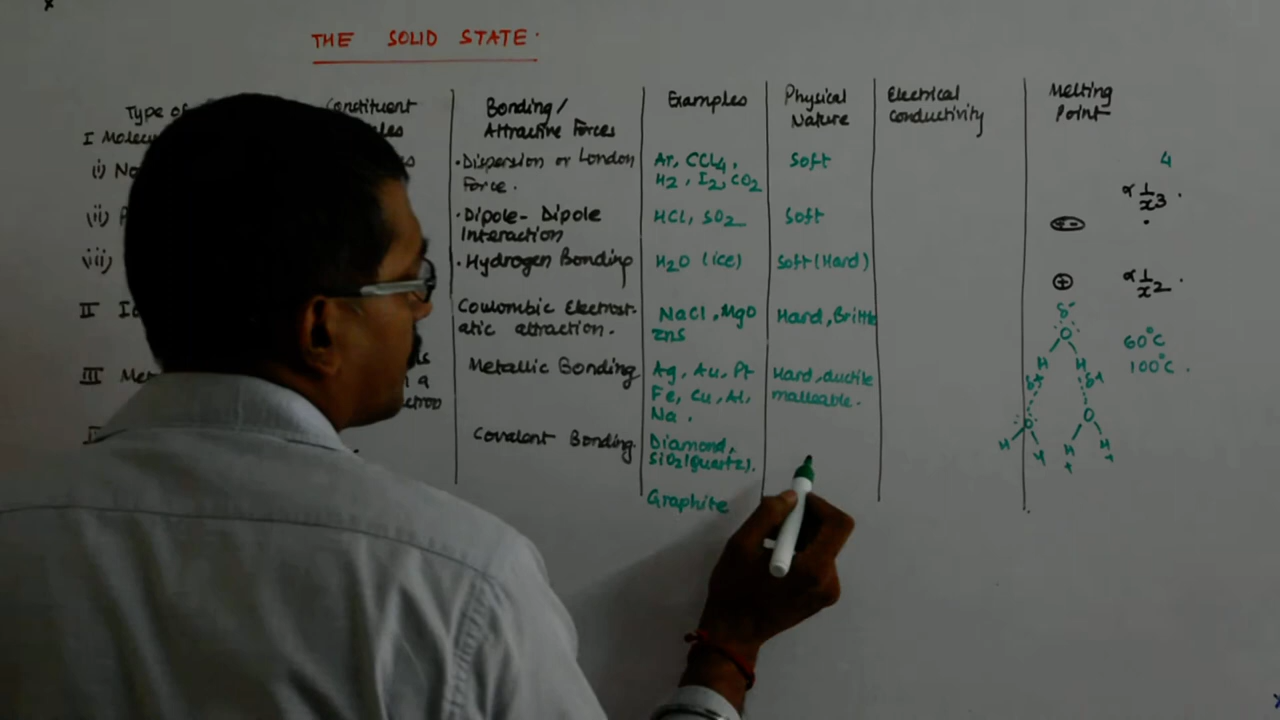 THE SOLID STATE.
Type of
Constituent
Bonding/
Attractive Forces
Examples
Physical
Nature
Electrical
Conductivity
Melting
Point
I Molecu
(i) No
• Dispersion or London
Force.
Ar, CCl4,
H2, I2, CO2
Soft
4
∝ 1/x3 .
(ii) P
• Dipole- Dipole
Interaction
HCl, SO2
Soft
(iii)
• Hydrogen Bonding
H2O (ice)
Soft (Hard)
∝ 1/x2 .
II Io
Coulombic Electrost-
atic attraction.
NaCl, MgO
ZnS
Hard, Brittle
III Met
Metallic Bonding
Ag, Au, Pt
Fe, Cu, Al,
Na.
Hard, ductile
malleable.
Covalent Bonding.
Diamond,
SiO2 (quartz).
Graphite
δ-
O
H H
δ+ δ+
O O
H H H H
+ +
60°C
100°C .